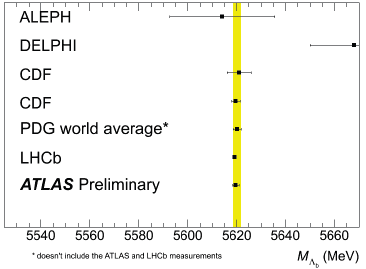 ALEPH
DELPHI
CDF
CDF
PDG world average*
LHCb
ATLAS Preliminary
5540 5560 5580 5600 5620 5640 5660
* doesn't include the ATLAS and LHCb measurements
M_Λb (MeV)